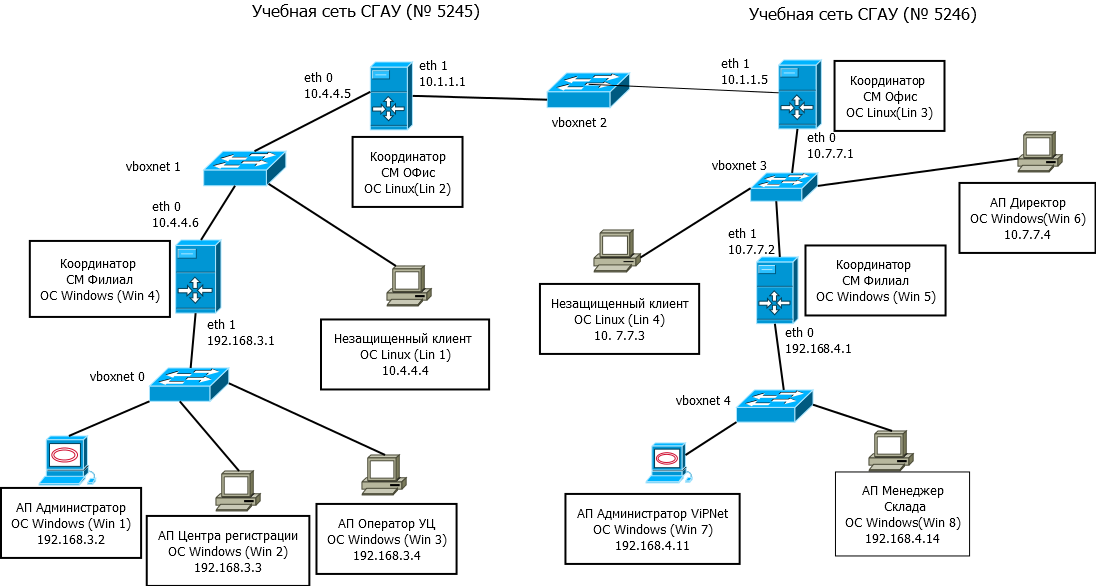 Учебная сеть СГАУ (№ 5245)
Учебная сеть СГАУ (№ 5246)
eth 0
10.4.4.5
eth 1
10.1.1.1
vboxnet 2
eth 1
10.1.1.5
Координатор
СМ Офис
ОС Linux(Lin 3)
Координатор
СМ ОФис
ОС Linux(Lin 2)
vboxnet 1
eth 0
10.7.7.1
vboxnet 3
АП Директор
ОС Windows(Win 6)
10.7.7.4
eth 0
10.4.4.6
Координатор
СМ Филиал
ОС Windows (Win 4)
eth 1
10.7.7.2
Координатор
СМ Филиал
ОС Windows (Win 5)
Незащищенный клиент
ОС Linux (Lin 4)
10. 7.7.3
eth 1
192.168.3.1
Незащищенный клиент
ОС Linux (Lin 1)
10.4.4.4
eth 0
192.168.4.1
vboxnet 0
vboxnet 4
АП Администратор
ОС Windows (Win 1)
192.168.3.2
АП Центра регистрации
ОС Windows (Win 2)
192.168.3.3
АП Оператор УЦ
ОС Windows (Win 3)
192.168.3.4
АП Администратор ViPNet
ОС Windows (Win 7)
192.168.4.11
АП Менеджер
Склада
ОС Windows(Win 8)
192.168.4.14